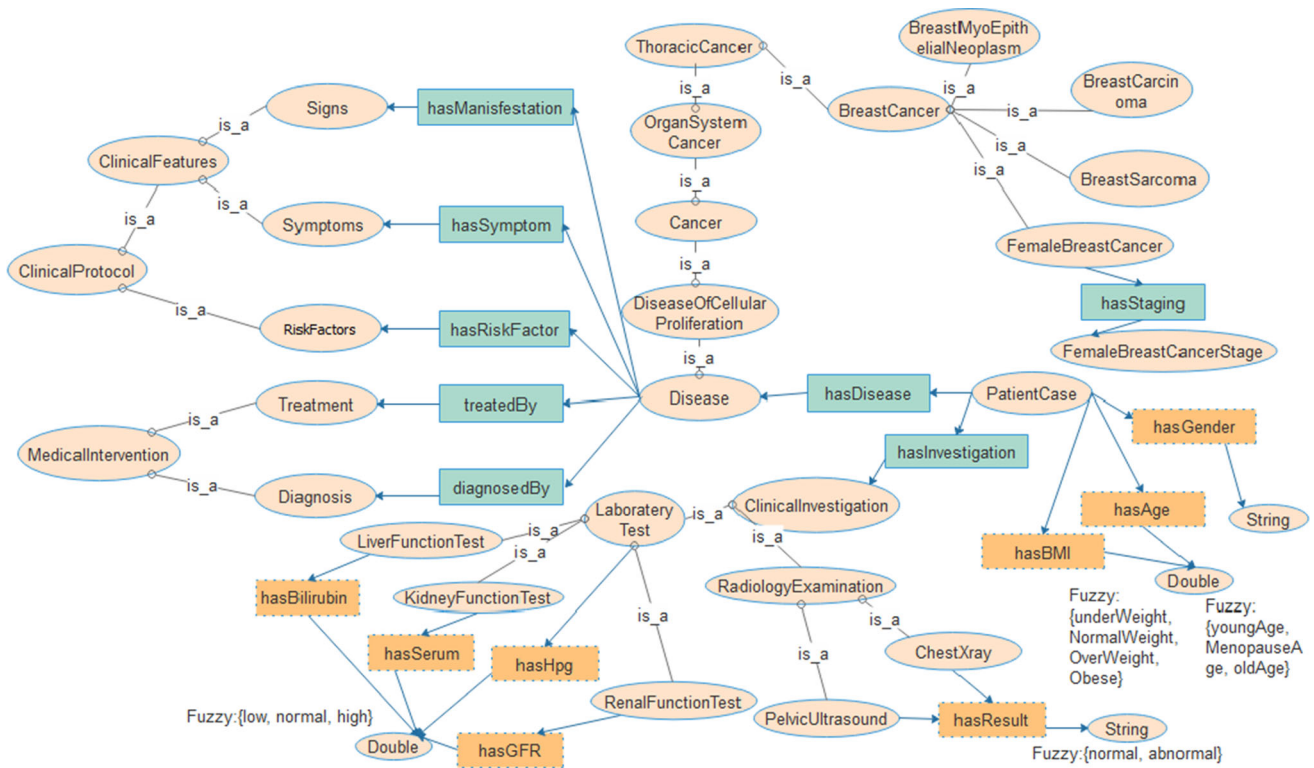 BreastMyoEpith
elialNeoplasm
ThoracicCancer
is_a
is_a
is_a
BreastCarcin
oma
Signs
hasManisfestation
BreastCancer
is_a
is_a
OrganSystem
Cancer
is_a
ClinicalFeatures
is_a
is_a
BreastSarcoma
is_a
is_a
is_a
Symptoms
hasSymptom
Cancer
FemaleBreastCancer
ClinicalProtocol
is_a
hasStaging
is_a
DiseaseOfCellular
Proliferation
RiskFactors
hasRiskFactor
FemaleBreastCancerStage
is_a
Treatment
treatedBy
Disease
hasDisease
PatientCase
is_a
hasGender
MedicalIntervention
hasInvestigation
is_a
Diagnosis
diagnosedBy
Laboratery
Test
ClinicalInvestigation
is_a
hasAge
String
is_a
LiverFunctionTest
is_a
is_a
hasBMI
RadiologyExamination
Double
hasBilirubin
KidneyFunctionTest
Fuzzy:
{underWeight,
NormalWeight,
OverWeight,
Obese}
Fuzzy:
{youngAge,
MenopauseA
ge, oldAge}
is_a
is_a
hasSerum
hasHpg
is_a
ChestXray
RenalFunctionTest
Fuzzy:{low, normal, high}
PelvicUltrasound
hasResult
String
Double
hasGFR
Fuzzy:{normal, abnormal}